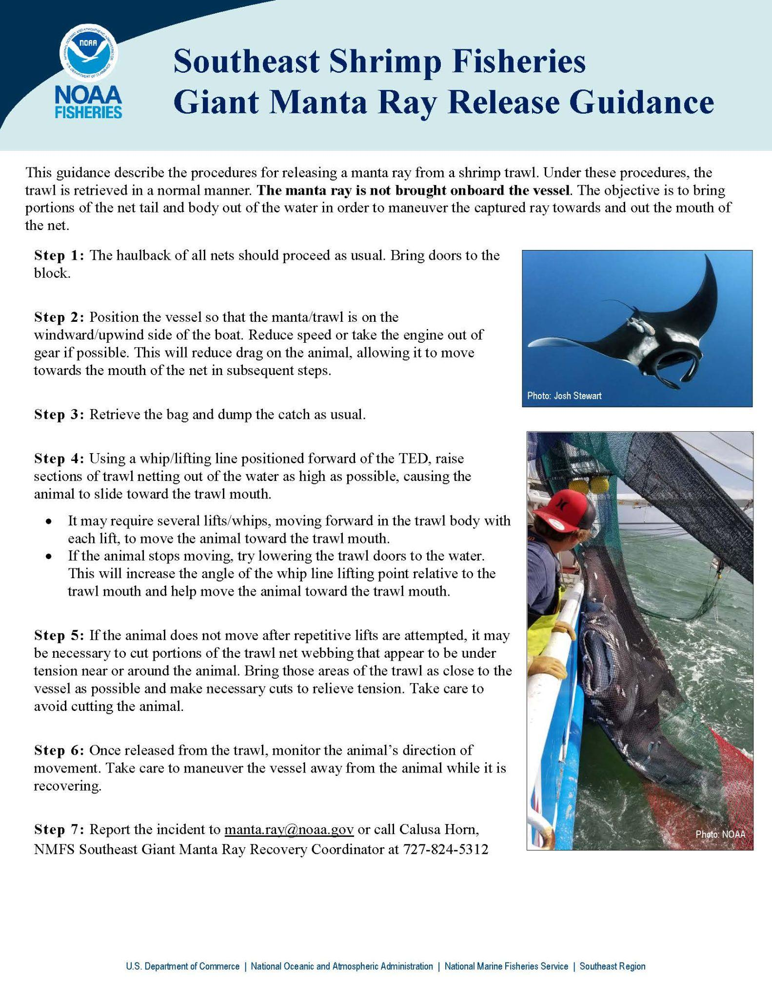 NOAA
NATIONAL OCEANIC AND ATMOSPHERIC ADMINISTRATION
U.S. DEPARTMENT OF COMMERCE
NOAA
FISHERIES
Southeast Shrimp Fisheries
Giant Manta Ray Release Guidance
This guidance describe the procedures for releasing a manta ray from a shrimp trawl. Under these procedures, the
trawl is retrieved in a normal manner. The manta ray is not brought onboard the vessel. The objective is to bring
portions of the net tail and body out of the water in order to maneuver the captured ray towards and out the mouth of
the net.
Step 1: The haulback of all nets should proceed as usual. Bring doors to the
block.
Step 2: Position the vessel so that the manta/trawl is on the
windward/upwind side of the boat. Reduce speed or take the engine out of
gear if possible. This will reduce drag on the animal, allowing it to move
towards the mouth of the net in subsequent steps.
Photo: Josh Stewart
Step 3: Retrieve the bag and dump the catch as usual.
Step 4: Using a whip/lifting line positioned forward of the TED, raise
sections of trawl netting out of the water as high as possible, causing the
animal to slide toward the trawl mouth.
• It may require several lifts/whips, moving forward in the trawl body with
each lift, to move the animal toward the trawl mouth.
• If the animal stops moving, try lowering the trawl doors to the water.
This will increase the angle of the whip line lifting point relative to the
trawl mouth and help move the animal toward the trawl mouth.
Step 5: If the animal does not move after repetitive lifts are attempted, it may
be necessary to cut portions of the trawl net webbing that appear to be under
tension near or around the animal. Bring those areas of the trawl as close to the
vessel as possible and make necessary cuts to relieve tension. Take care to
avoid cutting the animal.
Step 6: Once released from the trawl, monitor the animal's direction of
movement. Take care to maneuver the vessel away from the animal while it is
recovering.
Step 7: Report the incident to manta.ray@noaa.gov or call Calusa Horn,
NMFS Southeast Giant Manta Ray Recovery Coordinator at 727-824-5312
Photo: NOAA
U.S. Department of Commerce | National Oceanic and Atmospheric Administration | National Marine Fisheries Service | Southeast Region